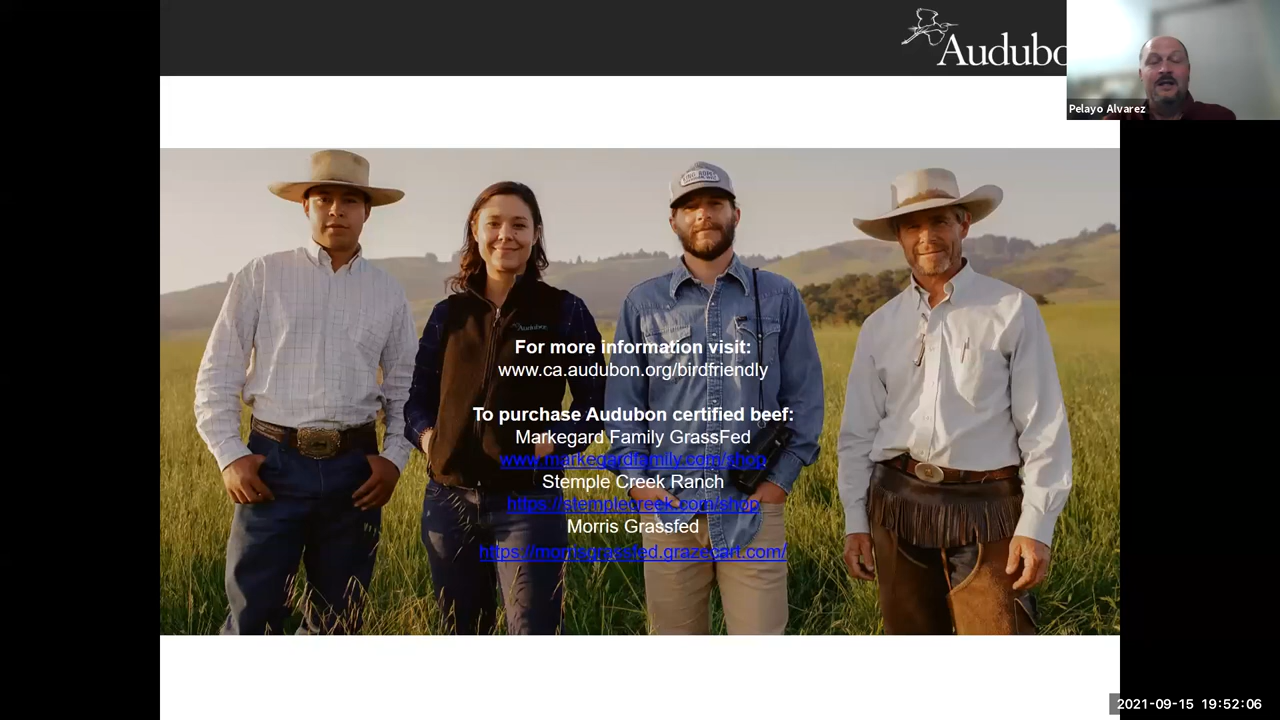 Audubo
Pelayo Alvarez
Audubon
For more information visit:
www.ca.audubon.org/birdfriendly
To purchase Audubon certified beef:
Markegard Family GrassFed
www.markegardfamily.com/shop
Stemple Creek Ranch
https://stemplecreek.com/shop
Morris Grassfed
https://morrisgrassfed.grazecart.com/
2021-09-15 19:52:06